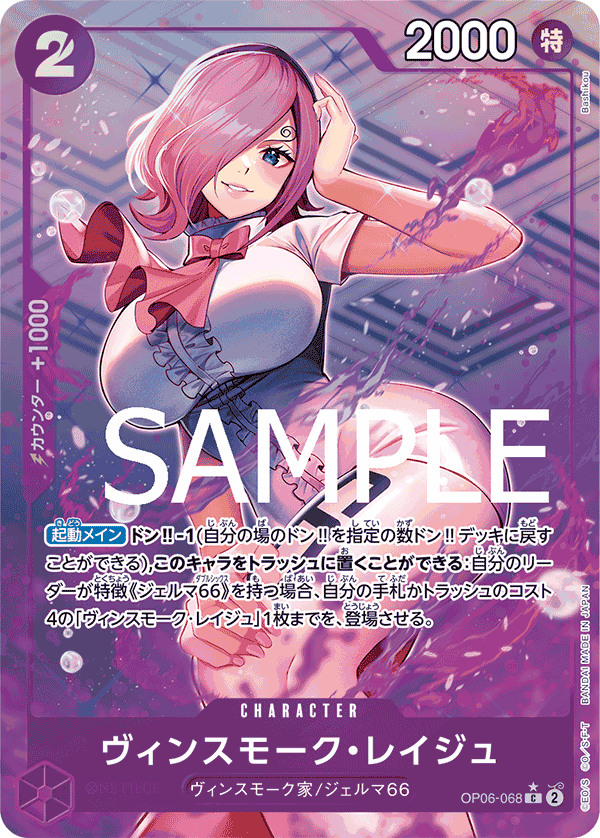 2
2000 特
Bashikou
カウンター +1000
SAMPLE
起動メイン ドン!!-1(自分の場のドン!!を指定の数ドン!!デッキに戻す
ことができる),このキャラをトラッシュに置くことができる:自分のリー
ダーが特徴《ジェルマ66》を持つ場合、自分の手札かトラッシュのコスト
4の「ヴィンスモーク・レイジュ」1枚までを、登場させる。
CHARACTER
ヴィンスモーク・レイジュ
ヴィンスモーク家/ジェルマ66
ONE PIECE
OP06-068 C 2
©E.O./S. ©O./S.・F・T BANDAI MADE IN JAPAN